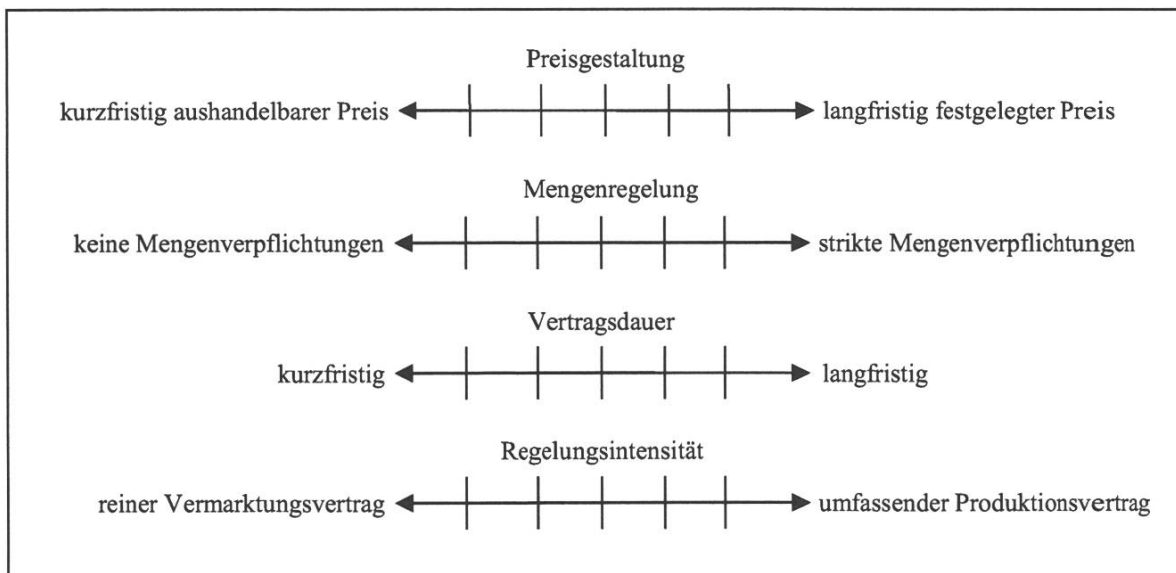 Preisgestaltung
kurzfristig aushandelbarer Preis langfristig festgelegter Preis
Mengenregelung
keine Mengenverpflichtungen strikte Mengenverpflichtungen
Vertragsdauer
kurzfristig langfristig
Regelungsintensität
reiner Vermarktungsvertrag umfassender Produktionsvertrag